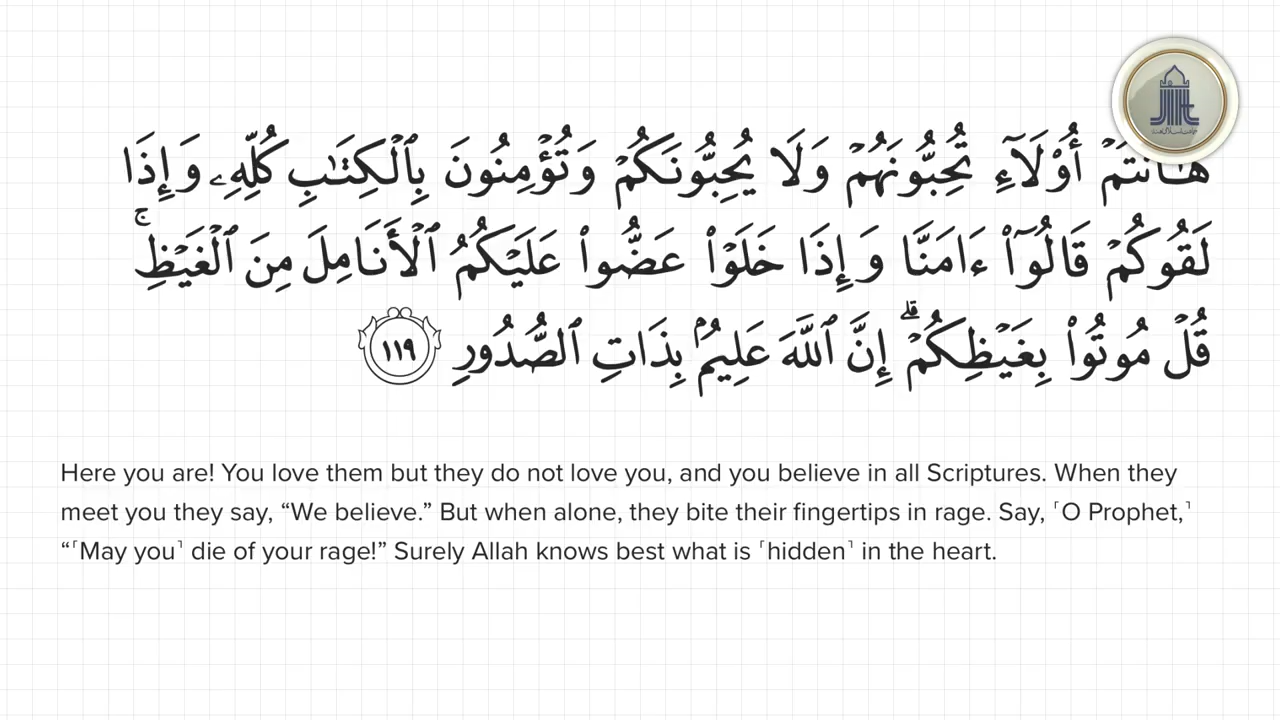 هَـٰٓأَنتُمْ أُو۟لَآءِ تُحِبُّونَهُمْ وَلَا يُحِبُّونَكُمْ وَتُؤْمِنُونَ بِٱلْكِتَـٰبِ كُلِّهِۦ وَإِذَا
لَقُوكُمْ قَالُوٓا۟ ءَامَنَّا وَإِذَا خَلَوْا۟ عَضُّوا۟ عَلَيْكُمُ ٱلْأَنَامِلَ مِنَ ٱلْغَيْظِ ۚ
قُلْ مُوتُوا۟ بِغَيْظِكُمْ ۗ إِنَّ ٱللَّهَ عَلِيمٌۢ بِذَاتِ ٱلصُّدُورِ ١١٩
Here you are! You love them but they do not love you, and you believe in all Scriptures. When they
meet you they say, “We believe.” But when alone, they bite their fingertips in rage. Say, ˹O Prophet,˺
“˹May you˺ die of your rage!” Surely Allah knows best what is ˹hidden˺ in the heart.